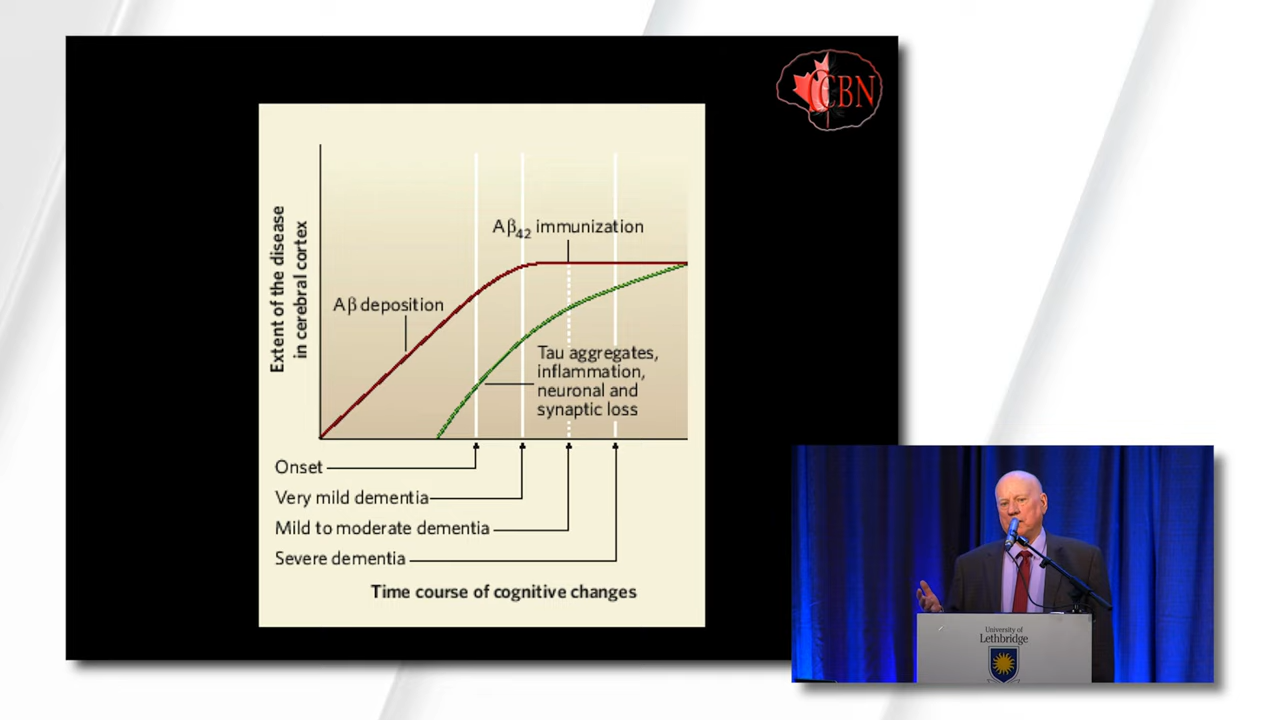 CCBN
Extent of the disease
in cerebral cortex
Aβ₄₂ immunization
Aβ deposition
Tau aggregates,
inflammation,
neuronal and
synaptic loss
Onset
Very mild dementia
Mild to moderate dementia
Severe dementia
Time course of cognitive changes
University of
Lethbridge